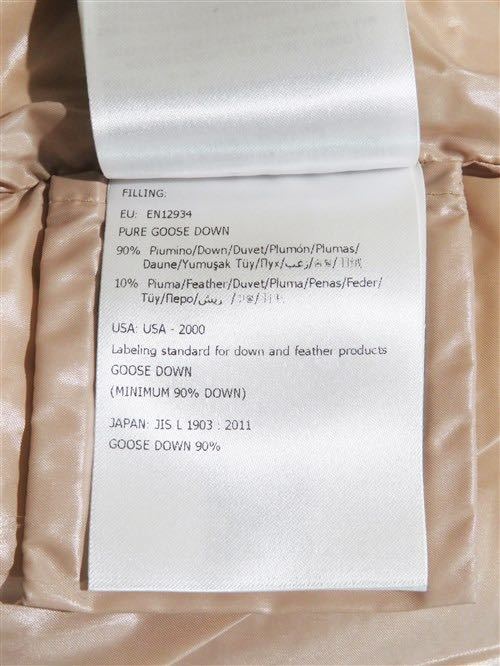 FILLING:
EU: EN12934
PURE GOOSE DOWN
90% Piumino/Down/Duvet/Plumón/Plumas/
Daune/Yumuşak Tüy/Пух/زغب/
10% Piuma/Feather/Duvet/Pluma/Penas/Feder/
Tüy/Перо/ريش/
USA: USA - 2000
Labeling standard for down and feather products
GOOSE DOWN
(MINIMUM 90% DOWN)
JAPAN: JIS L 1903 : 2011
GOOSE DOWN 90%